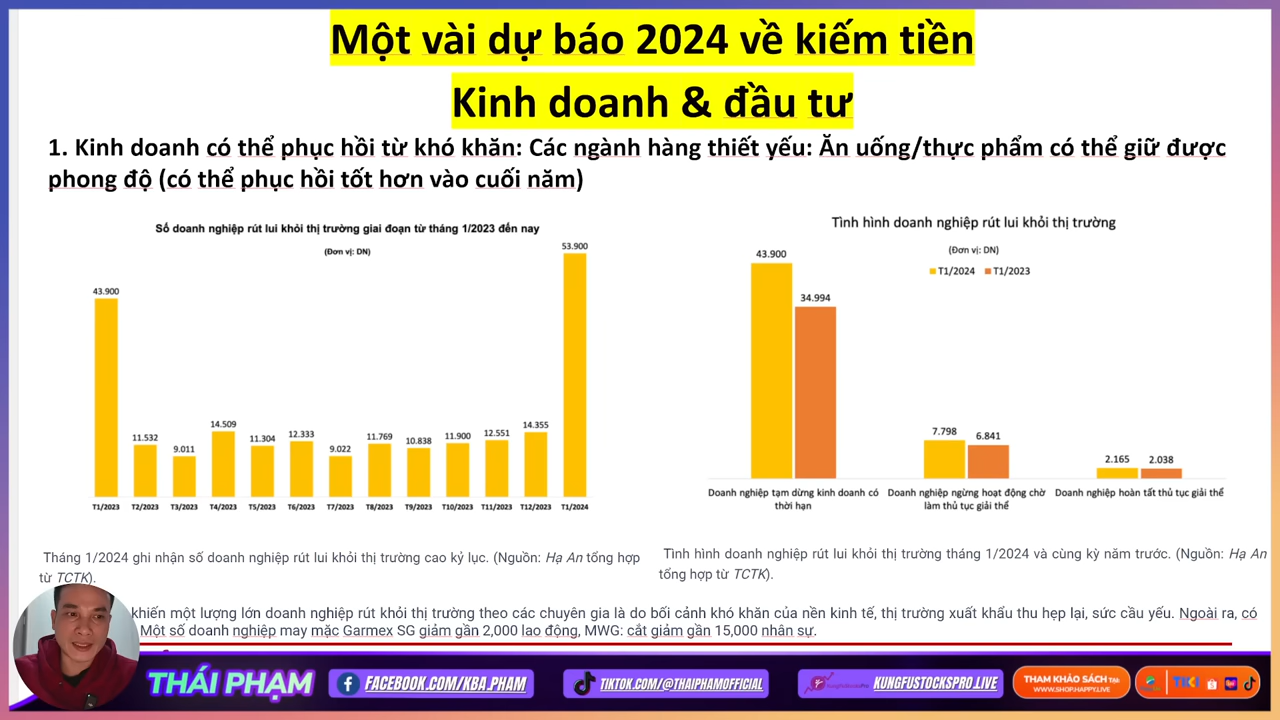 Một vài dự báo 2024 về kiếm tiền
Kinh doanh & đầu tư
1. Kinh doanh có thể phục hồi từ khó khăn: Các ngành hàng thiết yếu: Ăn uống/thực phẩm có thể giữ được
phong độ (có thể phục hồi tốt hơn vào cuối năm)
Số doanh nghiệp rút lui khỏi thị trường giai đoạn từ tháng 1/2023 đến nay
(Đơn vị: DN)
53.900
43.900
14.509
14.355
11.532
9.011
11.304
12.333
9.022
11.769
10.838
11.900
12.551
T1/2023 T2/2023 T3/2023 T4/2023 T5/2023 T6/2023 T7/2023 T8/2023 T9/2023 T10/2023 T11/2023 T12/2023 T1/2024
Tháng 1/2024 ghi nhận số doanh nghiệp rút lui khỏi thị trường cao kỷ lục. (Nguồn: Hạ An tổng hợp
từ TCTK).
Tình hình doanh nghiệp rút lui khỏi thị trường
(Đơn vị: DN)
T1/2024 T1/2023
43.900
34.994
7.798
6.841
2.165
2.038
Doanh nghiệp tạm dừng kinh doanh có
thời hạn
Doanh nghiệp ngừng hoạt động chờ
làm thủ tục giải thể
Doanh nghiệp hoàn tất thủ tục giải thể
Tình hình doanh nghiệp rút lui khỏi thị trường tháng 1/2024 và cùng kỳ năm trước. (Nguồn: Hạ An
tổng hợp từ TCTK).
khiến một lượng lớn doanh nghiệp rút khỏi thị trường theo các chuyên gia là do bối cảnh khó khăn của nền kinh tế, thị trường xuất khẩu thu hẹp lại, sức cầu yếu. Ngoài ra, có
Một số doanh nghiệp may mặc Garmex SG giảm gần 2,000 lao động, MWG: cắt giảm gần 15,000 nhân sự.
THÁI PHẠM
FACEBOOK.COM/KBA.PHAM
TIKTOK.COM/@THAIPHAMOFFICIAL
KungfustocksPro
KUNGFUSTOCKSPRO.LIVE
THAM KHẢO SÁCH TẠI:
WWW.SHOP.HAPPY.LIVE
TIKI